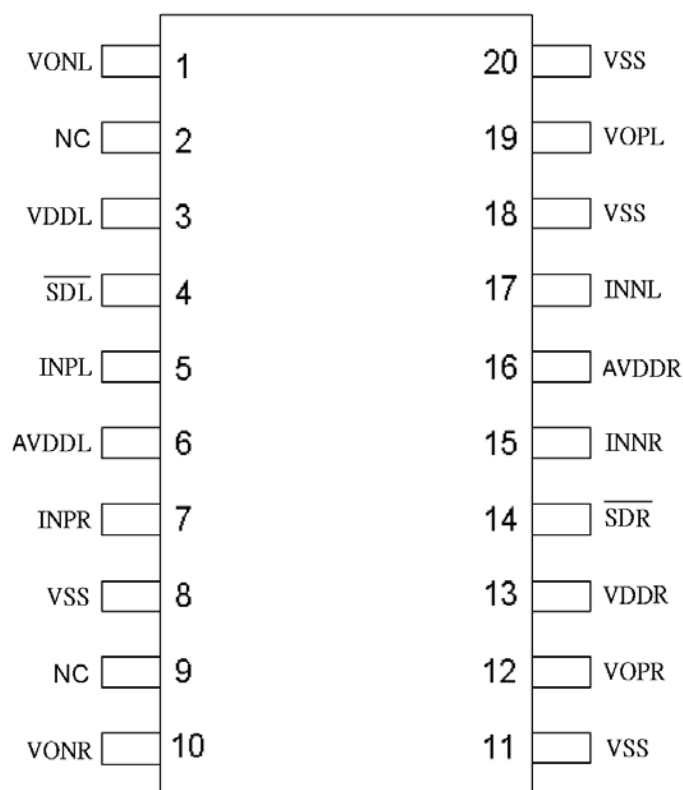 VONL 1 20 VSS
NC 2 19 VOPL
VDDL 3 18 VSS
S̅D̅L̅ 4 17 INNL
INPL 5 16 AVDDR
AVDDL 6 15 INNR
INPR 7 14 S̅D̅R̅
VSS 8 13 VDDR
NC 9 12 VOPR
VONR 10 11 VSS